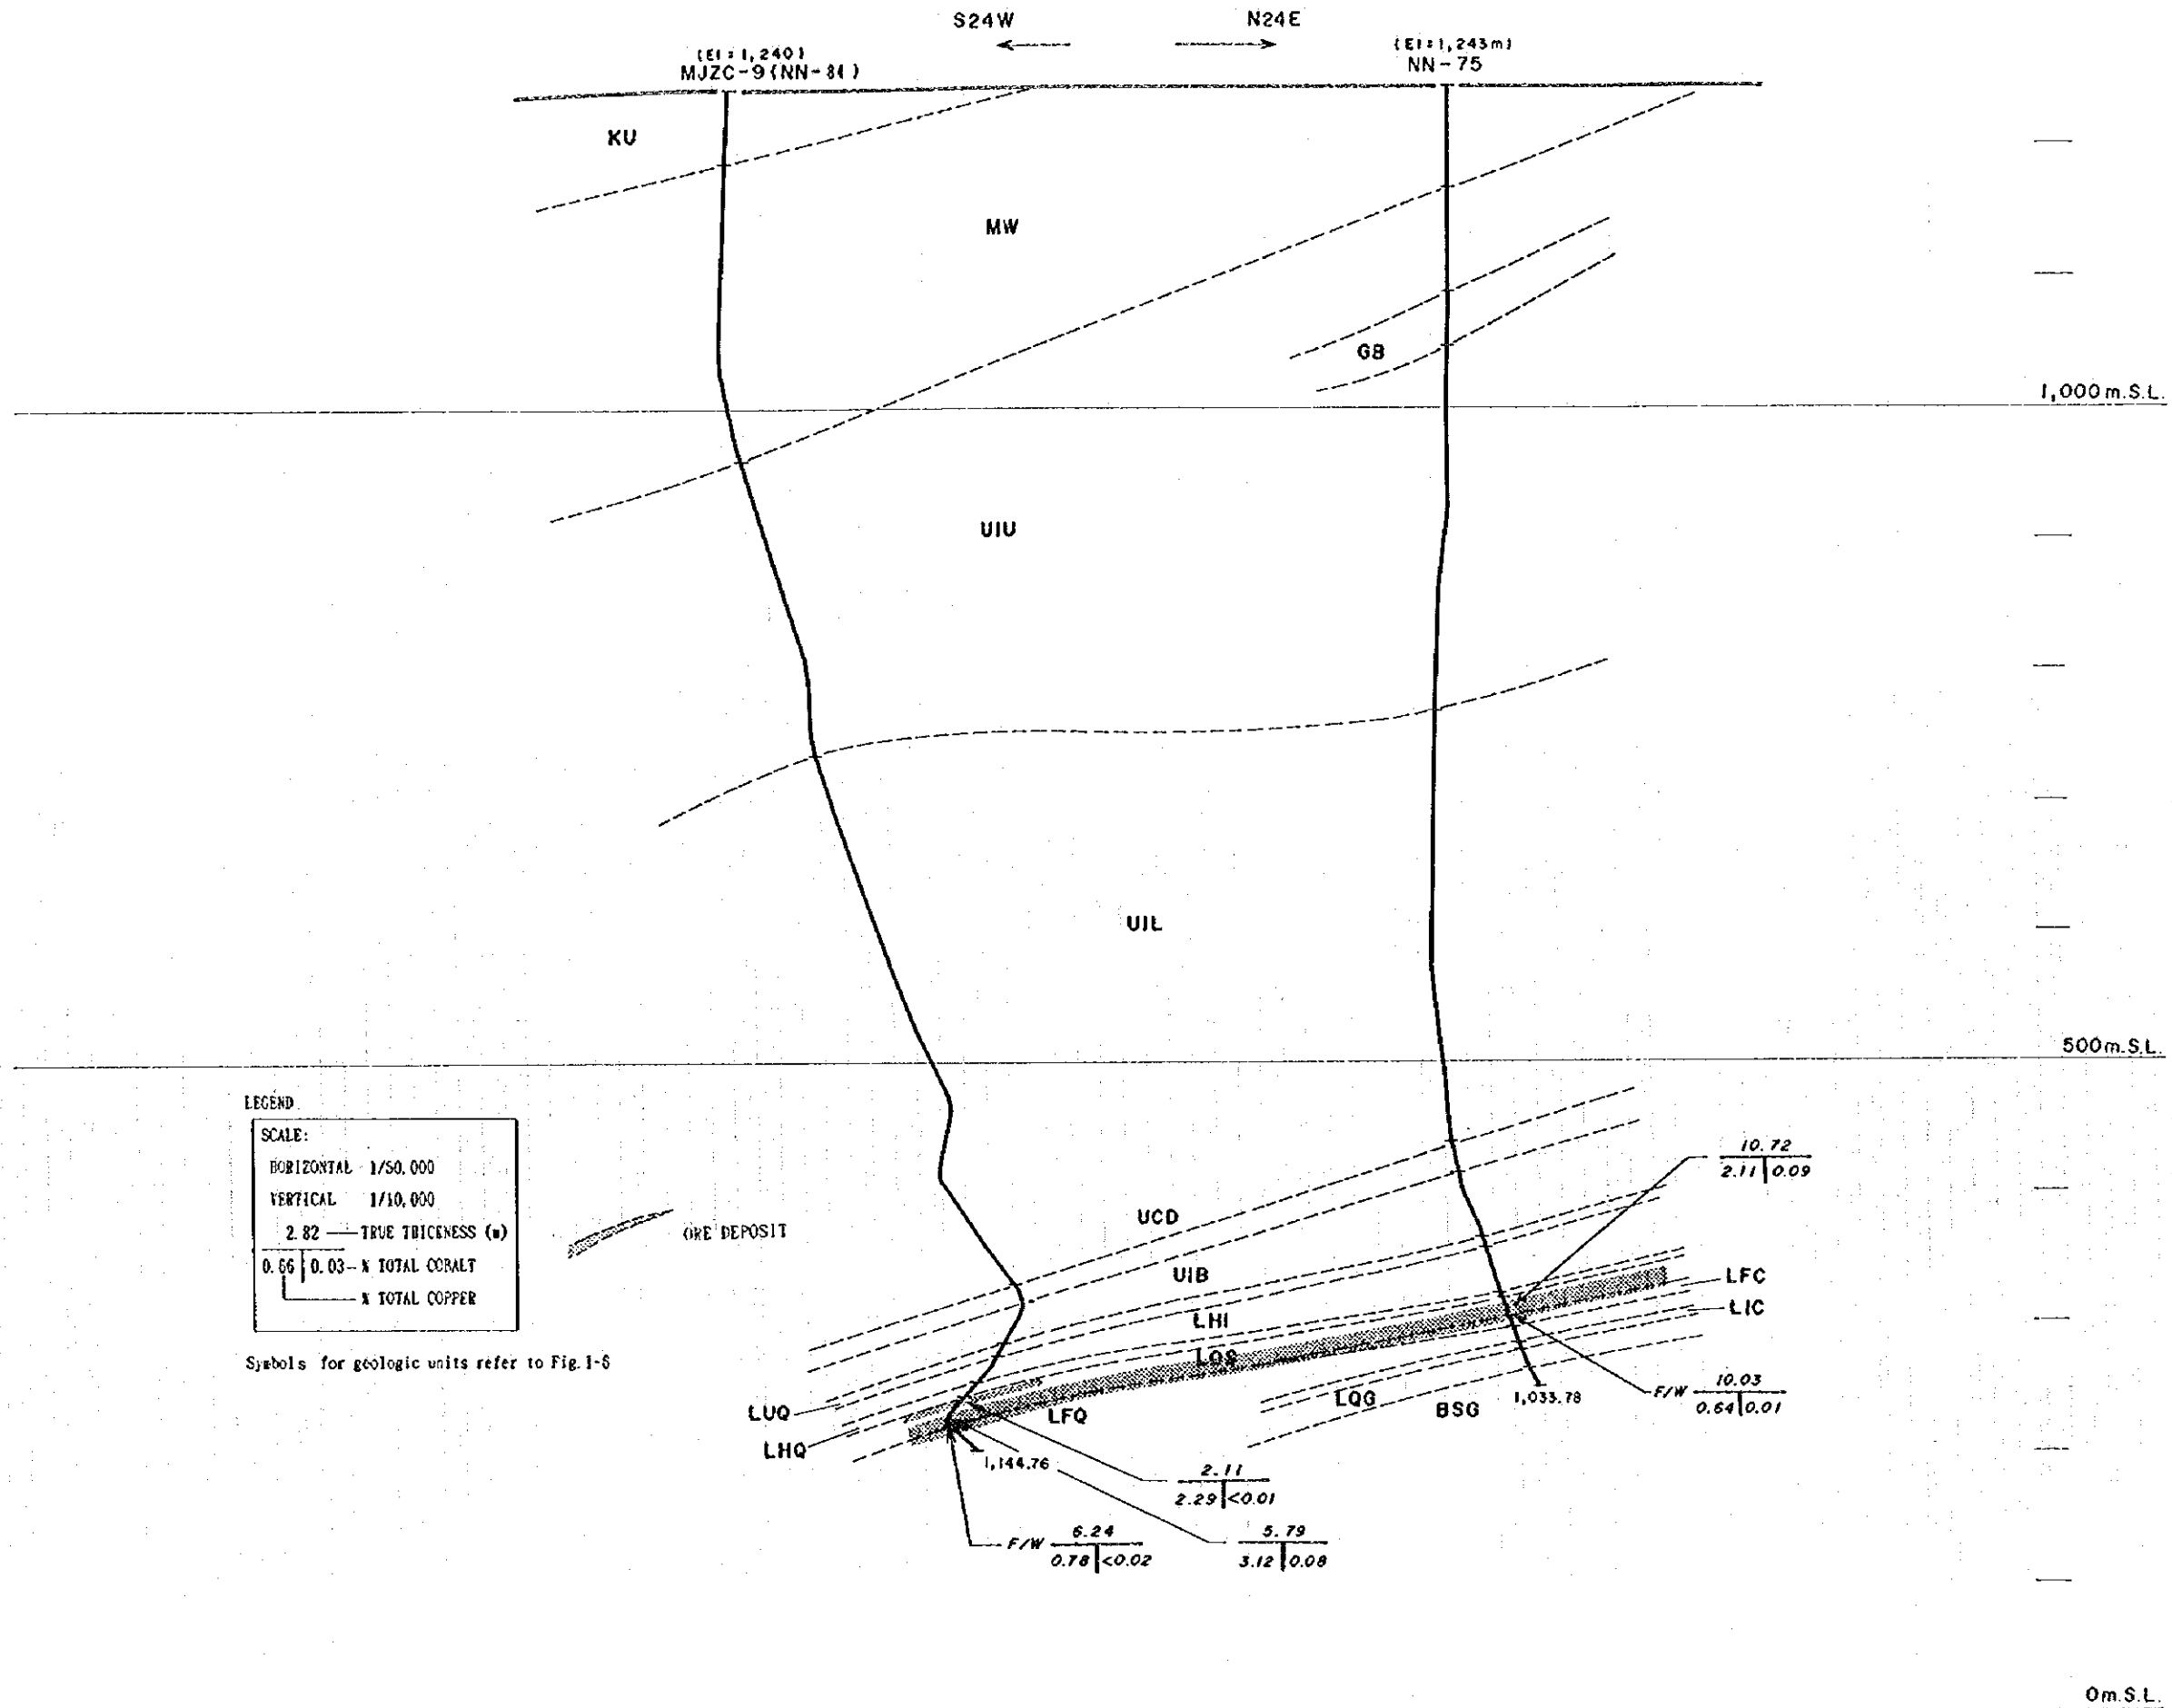 S24W N24E
(El=1,240) (El=1,243m)
MJZC-9(NN-81) NN-75
KU
MW
GB
1,000m.S.L.
UIU
UIL
500m.S.L.
LEGEND
SCALE:
HORIZONTAL 1/50,000
VERTICAL 1/10,000
2.82 TRUE THICKNESS (m)
0.66 0.03 % TOTAL COBALT
% TOTAL COPPER
ORE DEPOSIT
Symbols for geologic units refer to Fig.1-6
10.72
2.11 0.09
UCD
UIB
LFC
LIC
LHI
LOS
LUQ
LFQ
LQG
BSG
1,033.78
F/W 10.03
0.64 0.01
LHQ
1,144.76
2.11
2.29 <0.01
F/W 6.24
0.78 <0.02
5.79
3.12 0.08
0m.S.L.